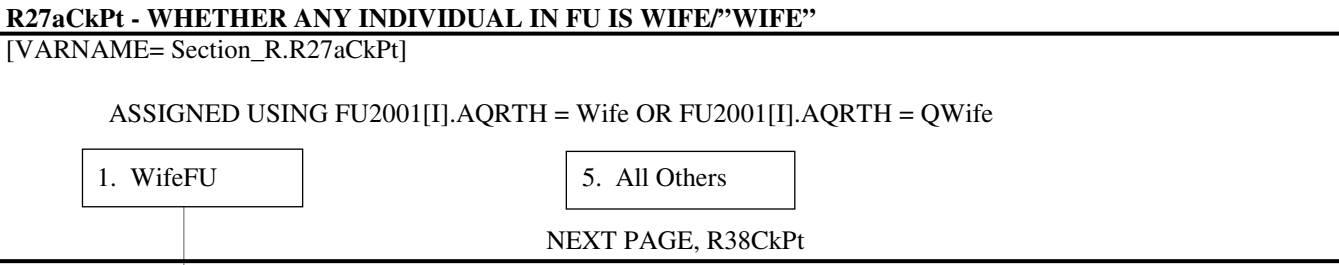 R27aCkPt - WHETHER ANY INDIVIDUAL IN FU IS WIFE/”WIFE”
[VARNAME= Section_R.R27aCkPt]
ASSIGNED USING FU2001[I].AQRTH = Wife OR FU2001[I].AQRTH = QWife
1. WifeFU
5. All Others
NEXT PAGE, R38CkPt